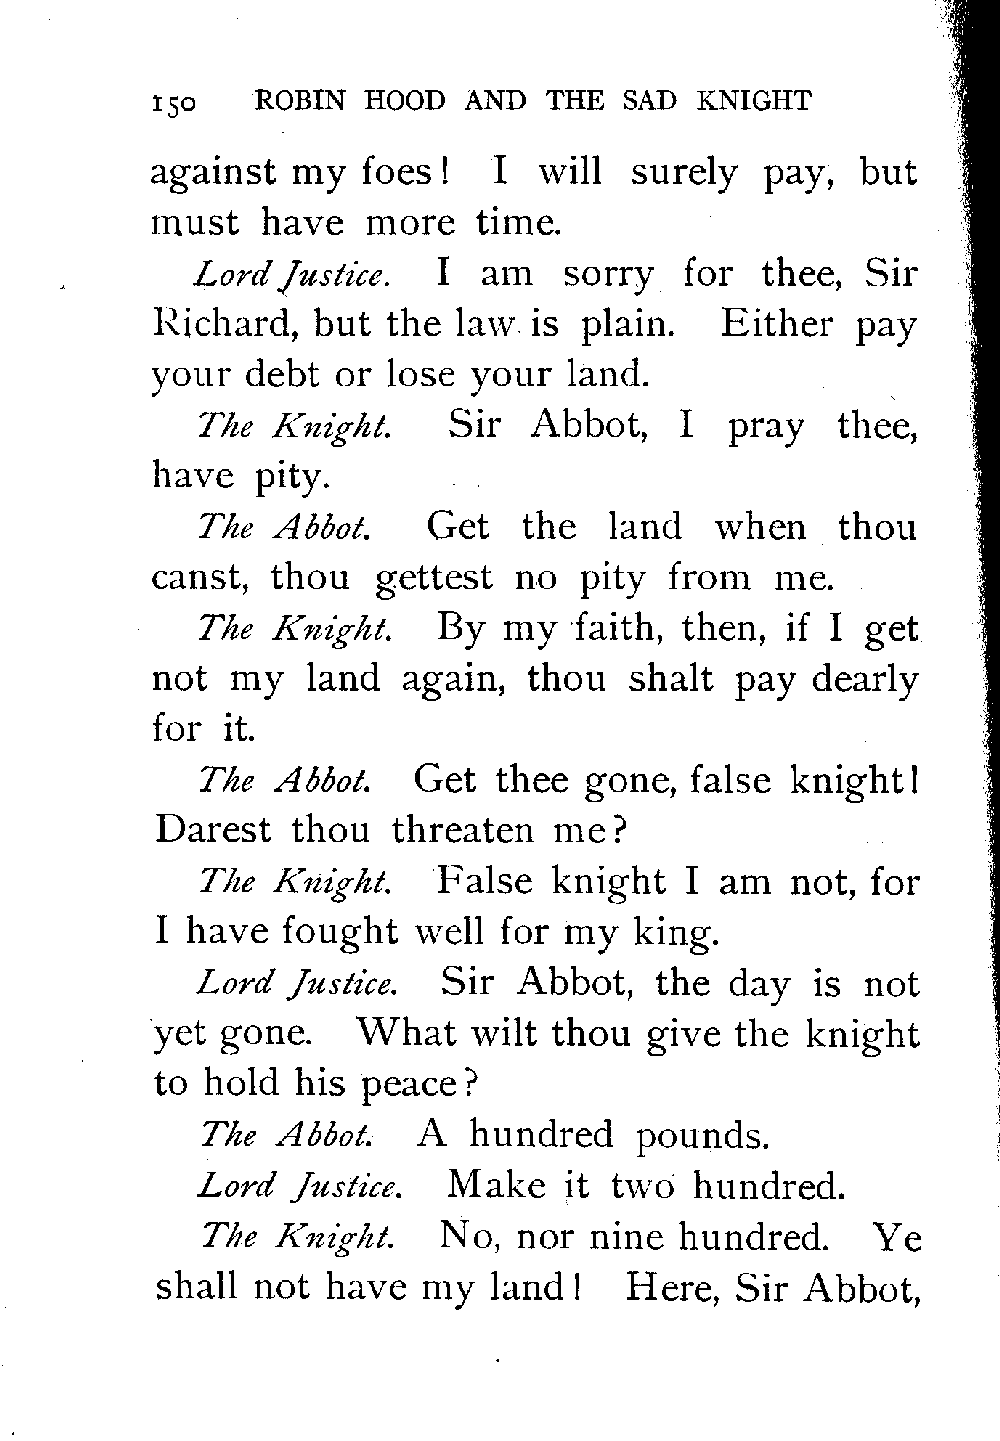 150 ROBIN HOOD AND THE SAD KNIGHT
against my foes! I will surely pay, but
must have more time.
Lord Justice. I am sorry for thee, Sir
Richard, but the law is plain. Either pay
your debt or lose your land.
The Knight. Sir Abbot, I pray thee,
have pity.
The Abbot. Get the land when thou
canst, thou gettest no pity from me.
The Knight. By my faith, then, if I get
not my land again, thou shalt pay dearly
for it.
The Abbot. Get thee gone, false knight!
Darest thou threaten me?
The Knight. False knight I am not, for
I have fought well for my king.
Lord Justice. Sir Abbot, the day is not
yet gone. What wilt thou give the knight
to hold his peace?
The Abbot. A hundred pounds.
Lord Justice. Make it two hundred.
The Knight. No, nor nine hundred. Ye
shall not have my land! Here, Sir Abbot,